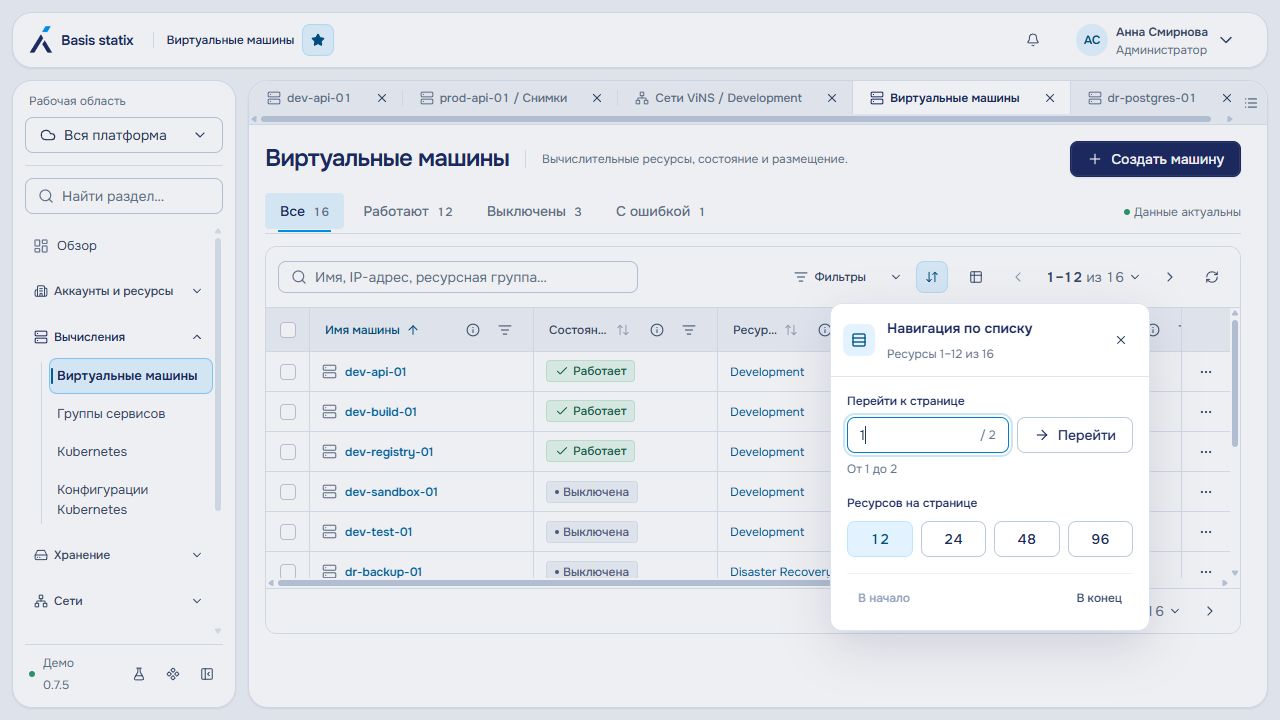 Basis statix
Виртуальные машины
АС
Анна Смирнова
Администратор
Рабочая область
Вся платформа
Найти раздел...
Обзор
Аккаунты и ресурсы
Вычисления
Виртуальные машины
Группы сервисов
Kubernetes
Конфигурации
Kubernetes
Хранение
Сети
Демо
0.7.5
dev-api-01
prod-api-01 / Снимки
Сети ViNS / Development
Виртуальные машины
dr-postgres-01
Виртуальные машины
Вычислительные ресурсы, состояние и размещение.
Создать машину
Все 16
Работают 12
Выключены 3
С ошибкой 1
Данные актуальны
Имя, IP-адрес, ресурсная группа...
Фильтры
1–12 из 16
Имя машины
Состоян...
Ресур...
dev-api-01 Работает Development
dev-build-01 Работает Development
dev-registry-01 Работает Development
dev-sandbox-01 Выключена Development
dev-test-01 Выключена Development
dr-backup-01 Выключена Disaster Recovery
Навигация по списку
Ресурсы 1–12 из 16
Перейти к странице
1 / 2
Перейти
От 1 до 2
Ресурсов на странице
12 24 48 96
В начало
В конец